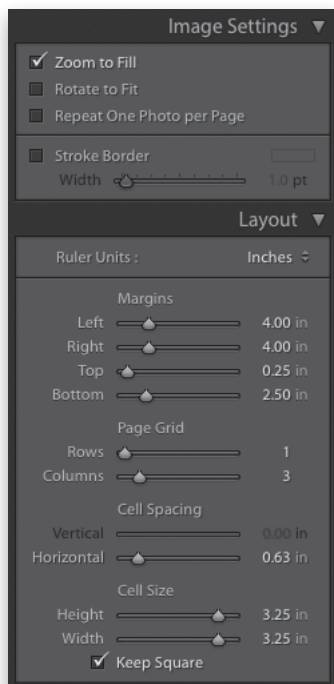 Image Settings
Zoom to Fill
Rotate to Fit
Repeat One Photo per Page
Stroke Border
Width 1.0 pt
Layout
Ruler Units : Inches
Margins
Left 4.00 in
Right 4.00 in
Top 0.25 in
Bottom 2.50 in
Page Grid
Rows 1
Columns 3
Cell Spacing
Vertical 0.00 in
Horizontal 0.63 in
Cell Size
Height 3.25 in
Width 3.25 in
Keep Square